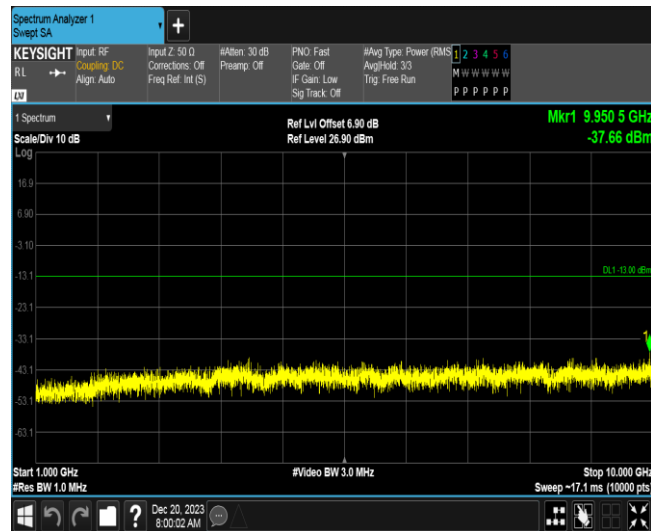 Spectrum Analyzer 1
Swept SA
+
KEYSIGHT
RL
LXI
Input: RF
Coupling: DC
Align: Auto
Input Z: 50 Ω
Corrections: Off
Freq Ref: Int (S)
#Atten: 30 dB
Preamp: Off
PNO: Fast
Gate: Off
IF Gain: Low
Sig Track: Off
#Avg Type: Power (RMS
Avg|Hold: 3/3
Trig: Free Run
1 2 3 4 5 6
M W W W W W
P P P P P P
1 Spectrum
Scale/Div 10 dB
Log
Ref Lvl Offset 6.90 dB
Ref Level 26.90 dBm
Mkr1 9.950 5 GHz
-37.66 dBm
16.9
6.90
-3.10
-13.1
DL1 -13.00 dBm
-23.1
-33.1
1
-43.1
-53.1
-63.1
Start 1.000 GHz
#Video BW 3.0 MHz
Stop 10.000 GHz
#Res BW 1.0 MHz
Sweep ~17.1 ms (10000 pts)
?
Dec 20, 2023
8:00:02 AM